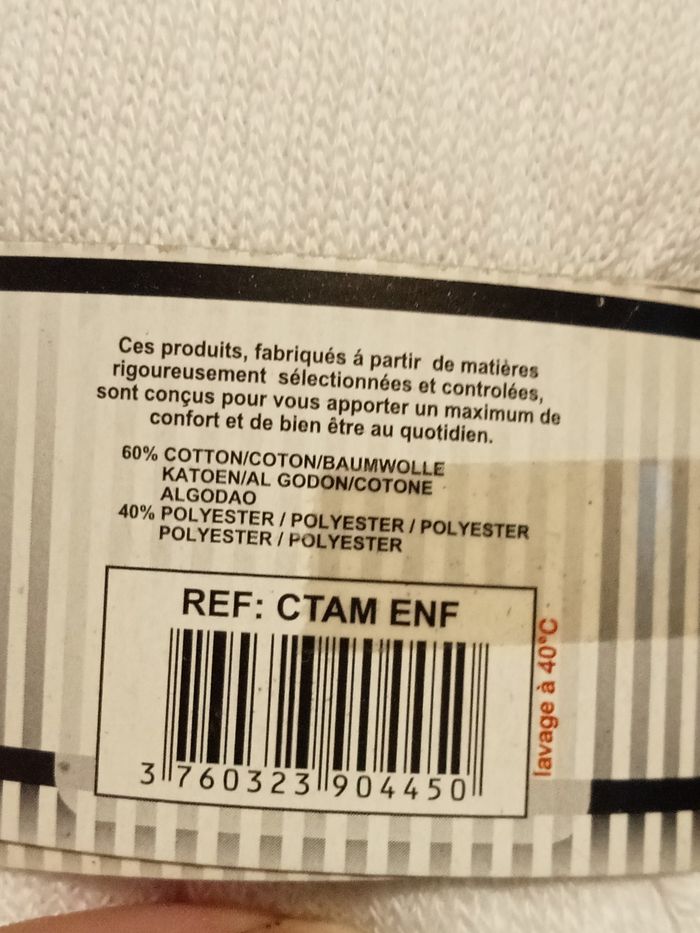 Ces produits, fabriqués á partir de matières
rigoureusement sélectionnées et controlées,
sont conçus pour vous apporter un maximum de
confort et de bien être au quotidien.
60% COTTON/COTON/BAUMWOLLE
KATOEN/AL GODON/COTONE
ALGODAO
40% POLYESTER / POLYESTER / POLYESTER
POLYESTER / POLYESTER
REF: CTAM ENF
3 760323 904450
lavage à 40°C